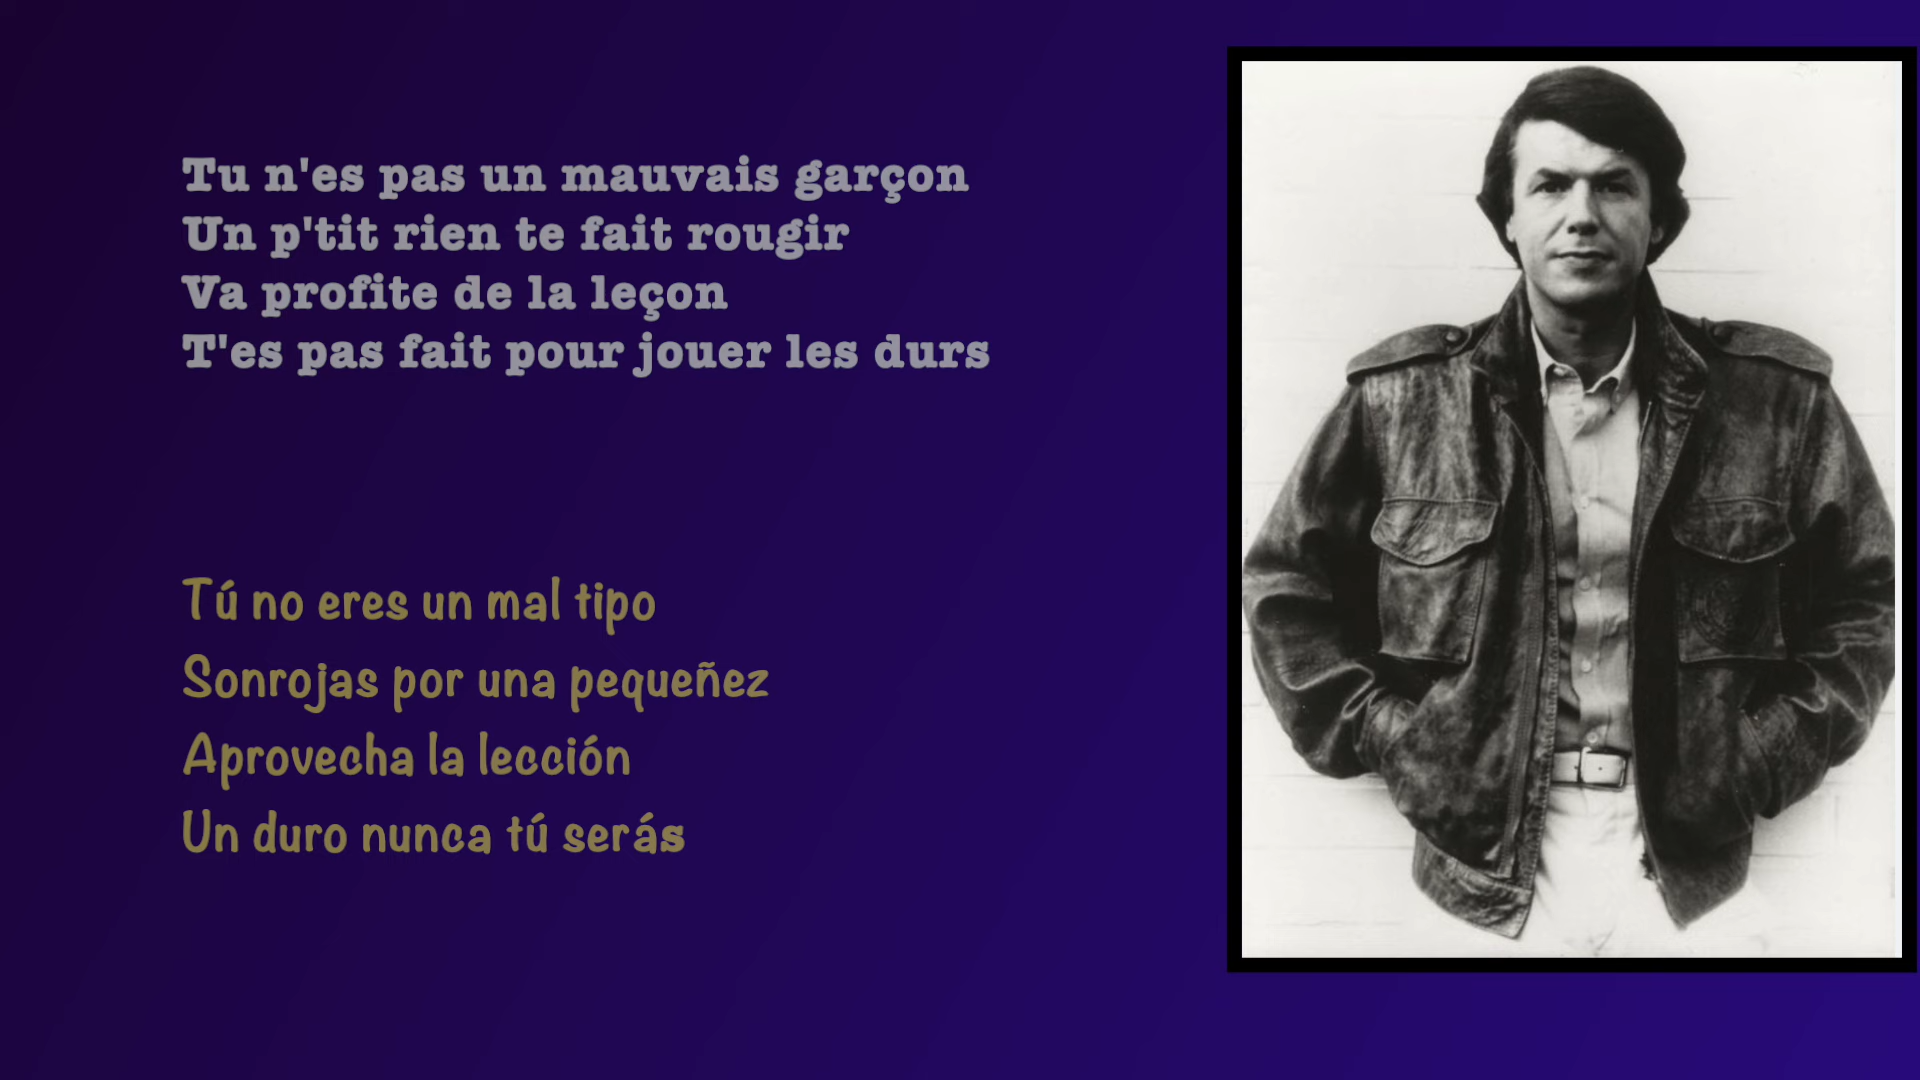 Tu n'es pas un mauvais garçon
Un p'tit rien te fait rougir
Va profite de la leçon
T'es pas fait pour jouer les durs
Tú no eres un mal tipo
Sonrojas por una pequeñez
Aprovecha la lección
Un duro nunca tú serás